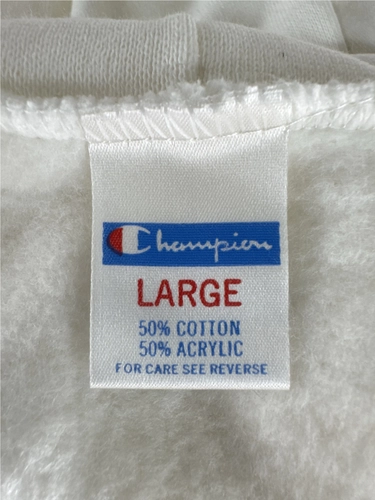 Champion
LARGE
50% COTTON
50% ACRYLIC
FOR CARE SEE REVERSE